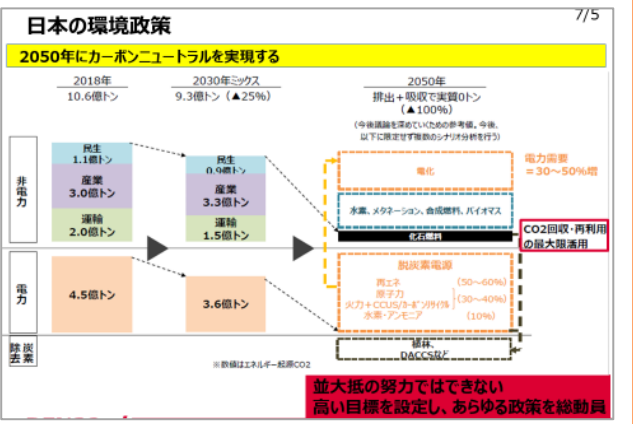 7/5
日本の環境政策
2050年にカーボンニュートラルを実現する
2018年
10.6億トン
2030年ミックス
9.3億トン（▲25%）
2050年
排出＋吸収で実質0トン
（▲100%）
（今後議論を深めていくための参考値。今後、
以下に限定せず複数のシナリオ分析を行う）
非電力
民生
1.1億トン
産業
3.0億トン
運輸
2.0億トン
民生
0.9億トン
産業
3.3億トン
運輸
1.5億トン
電化
水素、メタネーション、合成燃料、バイオマス
化石燃料
電力需要
＝30～50%増
CO2回収・再利用
の最大限活用
電力
4.5億トン
3.6億トン
脱炭素電源
再エネ （50～60%）
原子力
火力＋CCUS/カーボンリサイクル （30～40%）
水素・アンモニア （10%）
炭素除去
植林、
DACCSなど
※数値はエネルギー起源CO2
並大抵の努力ではできない
高い目標を設定し、あらゆる政策を総動員